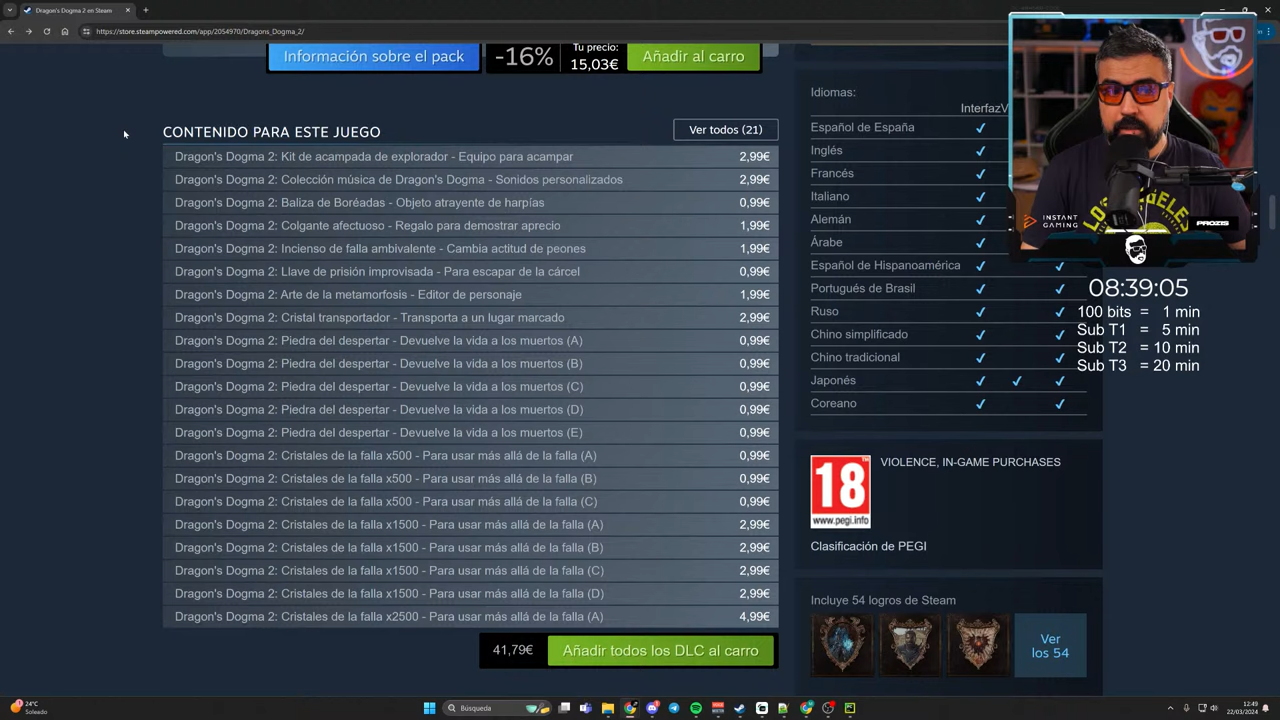 Dragon's Dogma 2 en Steam
https://store.steampowered.com/app/2054970/Dragons_Dogma_2/
Información sobre el pack
-16%
Tu precio:
15,03€
Añadir al carro
CONTENIDO PARA ESTE JUEGO
Ver todos (21)
Dragon's Dogma 2: Kit de acampada de explorador - Equipo para acampar 2,99€
Dragon's Dogma 2: Colección música de Dragon's Dogma - Sonidos personalizados 2,99€
Dragon's Dogma 2: Baliza de Boréadas - Objeto atrayente de harpías 0,99€
Dragon's Dogma 2: Colgante afectuoso - Regalo para demostrar aprecio 1,99€
Dragon's Dogma 2: Incienso de falla ambivalente - Cambia actitud de peones 1,99€
Dragon's Dogma 2: Llave de prisión improvisada - Para escapar de la cárcel 0,99€
Dragon's Dogma 2: Arte de la metamorfosis - Editor de personaje 1,99€
Dragon's Dogma 2: Cristal transportador - Transporta a un lugar marcado 2,99€
Dragon's Dogma 2: Piedra del despertar - Devuelve la vida a los muertos (A) 0,99€
Dragon's Dogma 2: Piedra del despertar - Devuelve la vida a los muertos (B) 0,99€
Dragon's Dogma 2: Piedra del despertar - Devuelve la vida a los muertos (C) 0,99€
Dragon's Dogma 2: Piedra del despertar - Devuelve la vida a los muertos (D) 0,99€
Dragon's Dogma 2: Piedra del despertar - Devuelve la vida a los muertos (E) 0,99€
Dragon's Dogma 2: Cristales de la falla x500 - Para usar más allá de la falla (A) 0,99€
Dragon's Dogma 2: Cristales de la falla x500 - Para usar más allá de la falla (B) 0,99€
Dragon's Dogma 2: Cristales de la falla x500 - Para usar más allá de la falla (C) 0,99€
Dragon's Dogma 2: Cristales de la falla x1500 - Para usar más allá de la falla (A) 2,99€
Dragon's Dogma 2: Cristales de la falla x1500 - Para usar más allá de la falla (B) 2,99€
Dragon's Dogma 2: Cristales de la falla x1500 - Para usar más allá de la falla (C) 2,99€
Dragon's Dogma 2: Cristales de la falla x1500 - Para usar más allá de la falla (D) 2,99€
Dragon's Dogma 2: Cristales de la falla x2500 - Para usar más allá de la falla (A) 4,99€
41,79€
Añadir todos los DLC al carro
Idiomas:
InterfazV
Español de España ✓
Inglés ✓
Francés ✓
Italiano ✓
Alemán ✓
Árabe ✓
Español de Hispanoamérica ✓ ✓
Portugués de Brasil ✓ ✓
Ruso ✓ ✓
Chino simplificado ✓ ✓
Chino tradicional ✓ ✓
Japonés ✓ ✓ ✓
Coreano ✓ ✓
18
www.pegi.info
VIOLENCE, IN-GAME PURCHASES
Clasificación de PEGI
Incluye 54 logros de Steam
Ver
los 54
INSTANT
GAMING
PROZIS
08:39:05
100 bits = 1 min
Sub T1 = 5 min
Sub T2 = 10 min
Sub T3 = 20 min
24°C
Soleado
Búsqueda
12:49
22/03/2024